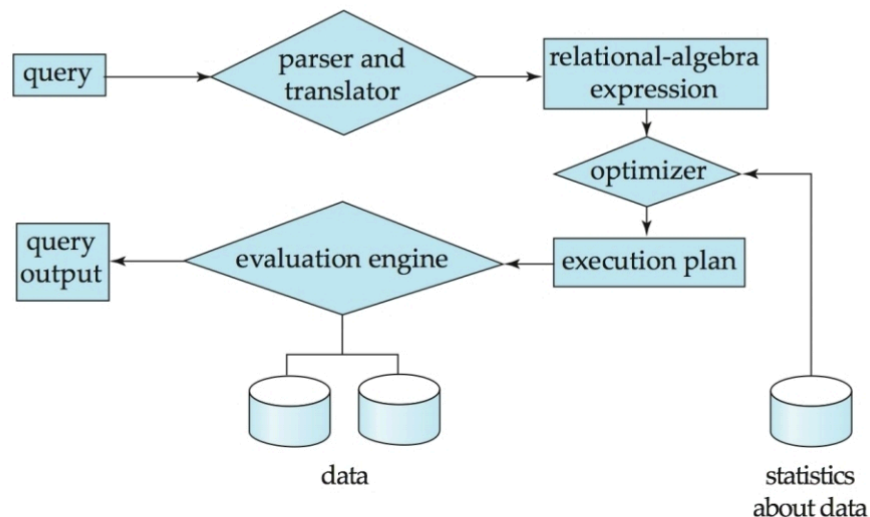 query
parser and
translator
relational-algebra
expression
optimizer
query
output
evaluation engine
execution plan
data
statistics
about data